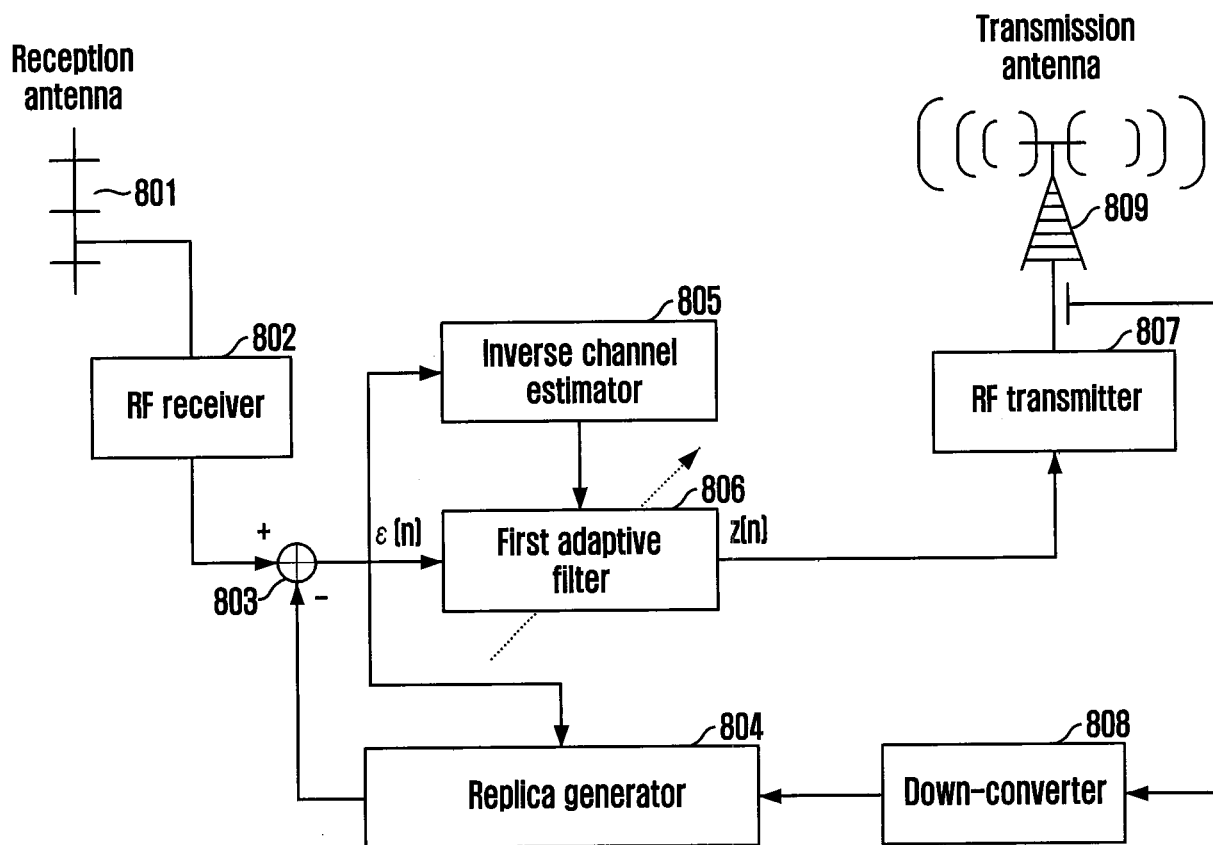 Transmission
antenna
Reception
antenna
801
809
802
RF receiver
805
Inverse channel
estimator
807
RF transmitter
806
+
ε(n)
First adaptive
filter
z(n)
803
-
804
Replica generator
808
Down-converter